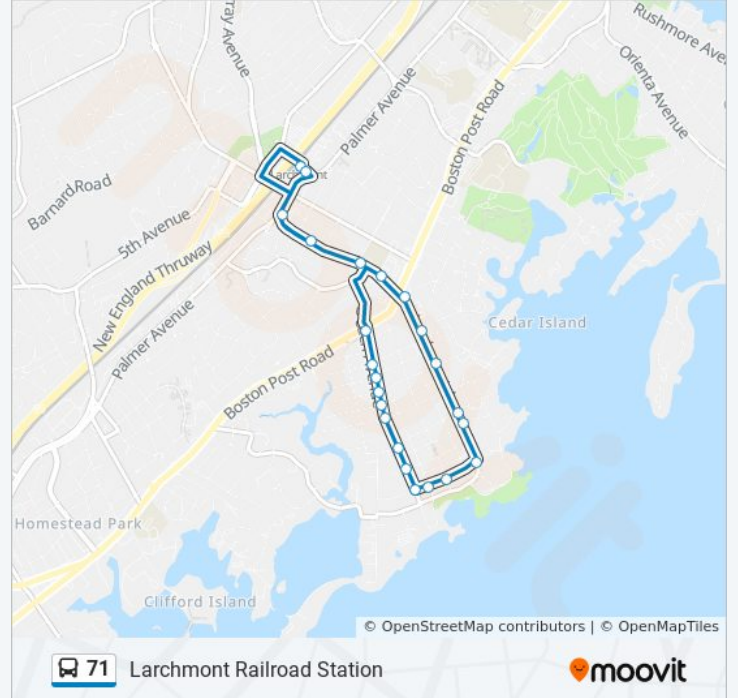 Rushmore Ave
Orienta Avenue
Palmer Avenue
Boston Post Road
Barnard Road
5th Avenue
New England Thruway
Palmer Avenue
Cedar Island
Boston Post Road
Homestead Park
Clifford Island
© OpenStreetMap contributors | © OpenMapTiles
71 Larchmont Railroad Station
moovit